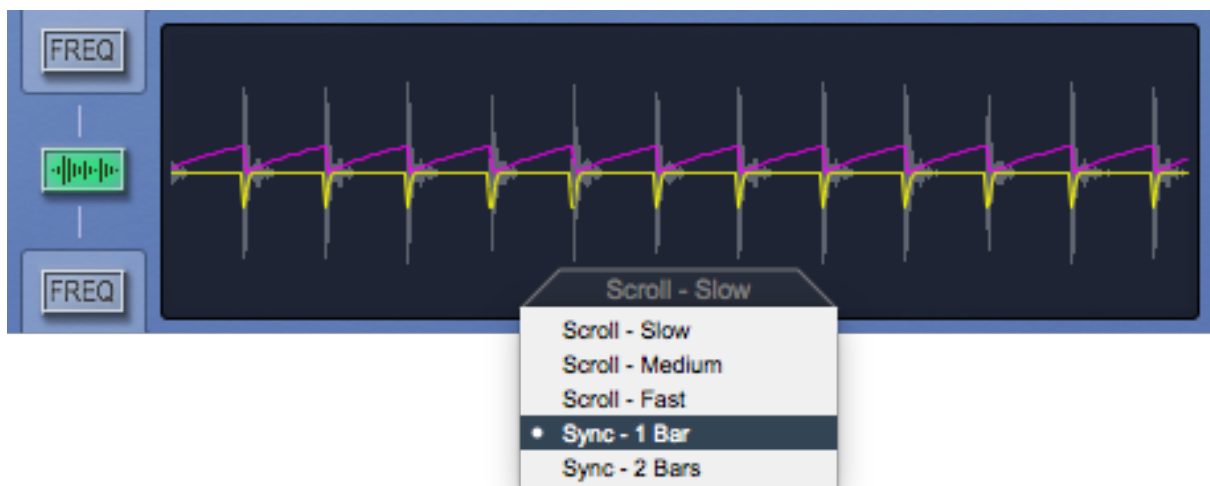 FREQ
FREQ
Scroll - Slow
Scroll - Slow
Scroll - Medium
Scroll - Fast
Sync - 1 Bar
Sync - 2 Bars